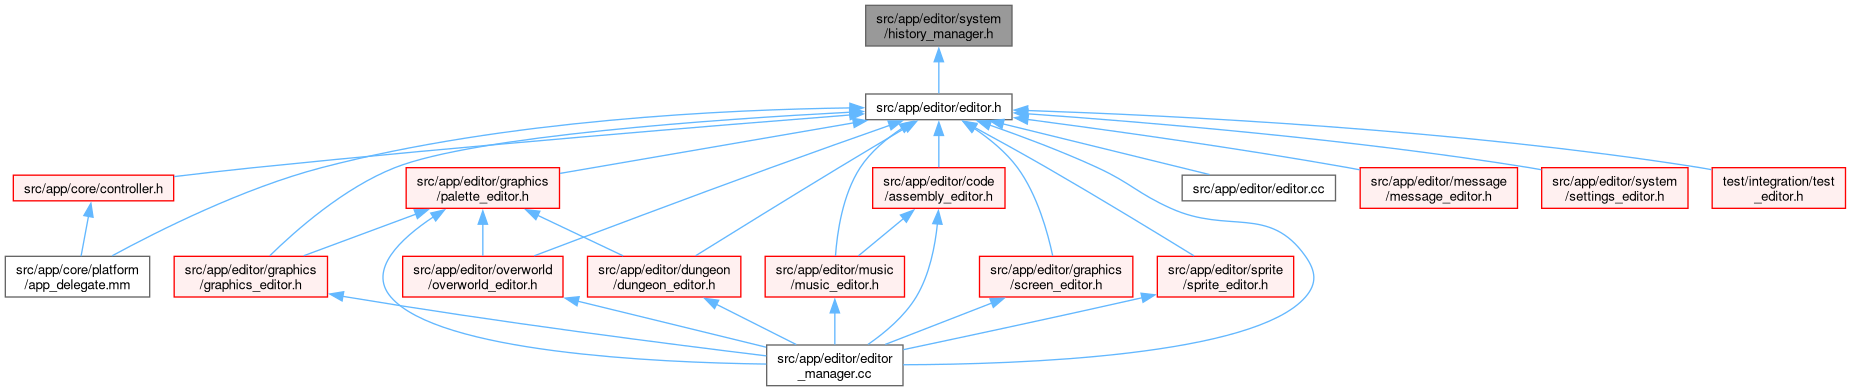 src/app/editor/system
/history_manager.h
src/app/editor/editor.h
src/app/core/controller.h
src/app/editor/graphics
/palette_editor.h
src/app/editor/code
/assembly_editor.h
src/app/editor/editor.cc
src/app/editor/message
/message_editor.h
src/app/editor/system
/settings_editor.h
test/integration/test
_editor.h
src/app/core/platform
/app_delegate.mm
src/app/editor/graphics
/graphics_editor.h
src/app/editor/overworld
/overworld_editor.h
src/app/editor/dungeon
/dungeon_editor.h
src/app/editor/music
/music_editor.h
src/app/editor/graphics
/screen_editor.h
src/app/editor/sprite
/sprite_editor.h
src/app/editor/editor
_manager.cc